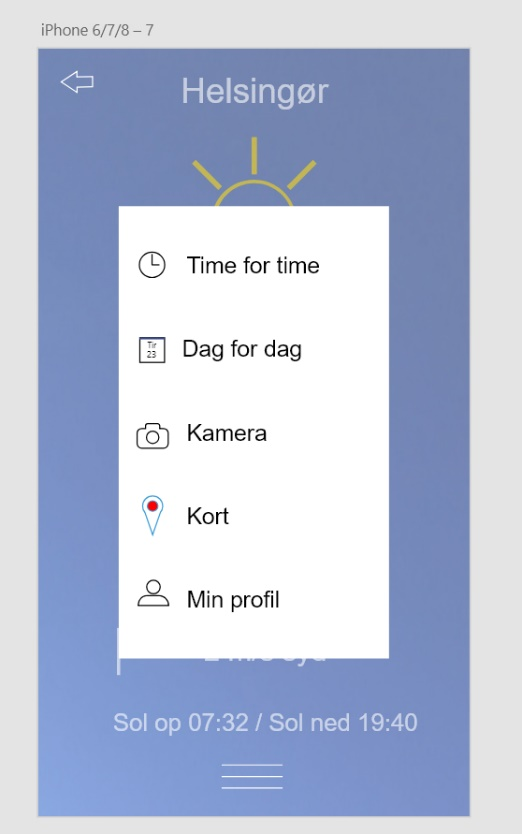 iPhone 6/7/8 – 7
Helsingør
Time for time
Tir
23
Dag for dag
Kamera
Kort
Min profil
Sol op 07:32 / Sol ned 19:40